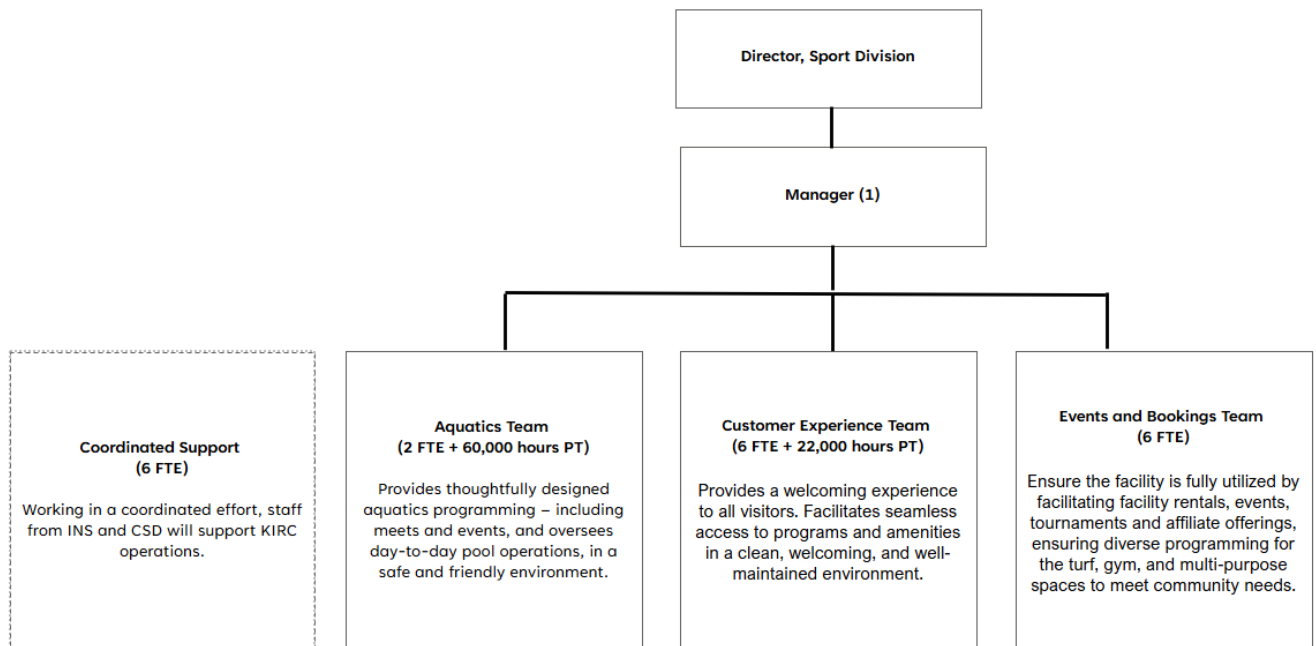 Director, Sport Division
Manager (1)
Coordinated Support
(6 FTE)
Working in a coordinated effort, staff
from INS and CSD will support KIRC
operations.
Aquatics Team
(2 FTE + 60,000 hours PT)
Provides thoughtfully designed
aquatics programming – including
meets and events, and oversees
day-to-day pool operations, in a
safe and friendly environment.
Customer Experience Team
(6 FTE + 22,000 hours PT)
Provides a welcoming experience
to all visitors. Facilitates seamless
access to programs and amenities
in a clean, welcoming, and well-
maintained environment.
Events and Bookings Team
(6 FTE)
Ensure the facility is fully utilized by
facilitating facility rentals, events,
tournaments and affiliate offerings,
ensuring diverse programming for
the turf, gym, and multi-purpose
spaces to meet community needs.